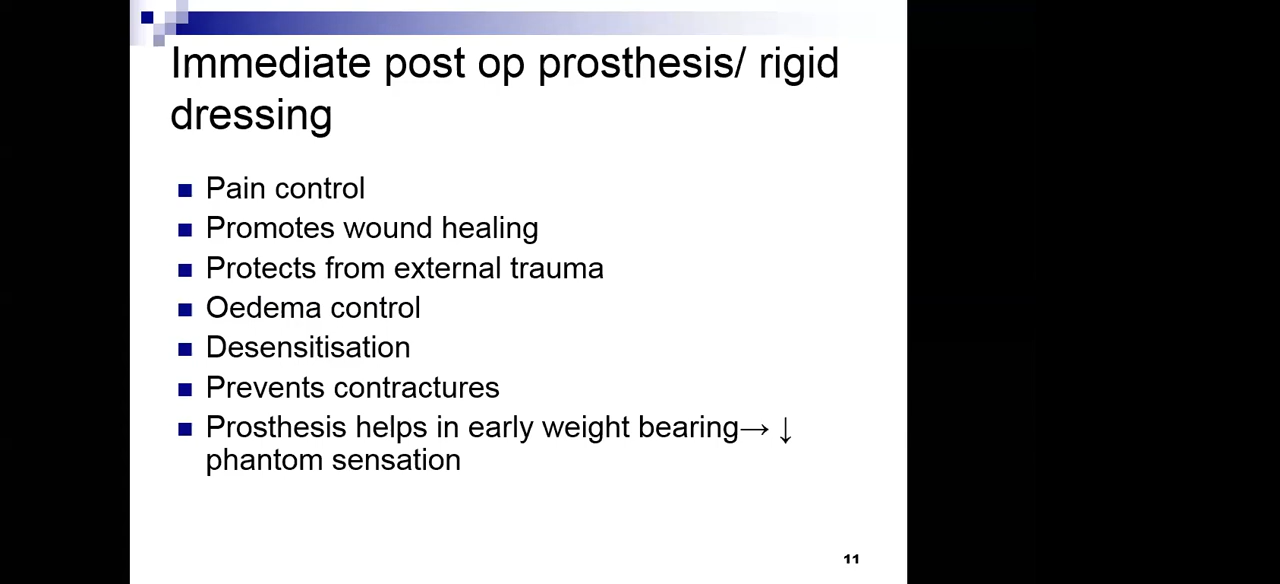 Immediate post op prosthesis/ rigid
dressing
■ Pain control
■ Promotes wound healing
■ Protects from external trauma
■ Oedema control
■ Desensitisation
■ Prevents contractures
■ Prosthesis helps in early weight bearing→ ↓
phantom sensation
11